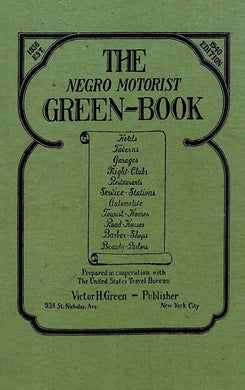 1936
EST.
1940
EDITION
THE
NEGRO MOTORIST
GREEN-BOOK
Hotels
Taverns
Garages
Night-Clubs
Restaurants
Service-Stations
Automotive
Tourist-Homes
Road-Houses
Barber-Shops
Beauty-Parlors
Prepared in cooperation with
The United States Travel Bureau
Victor H. Green - Publisher
938 St. Nicholas, Ave.
New York City